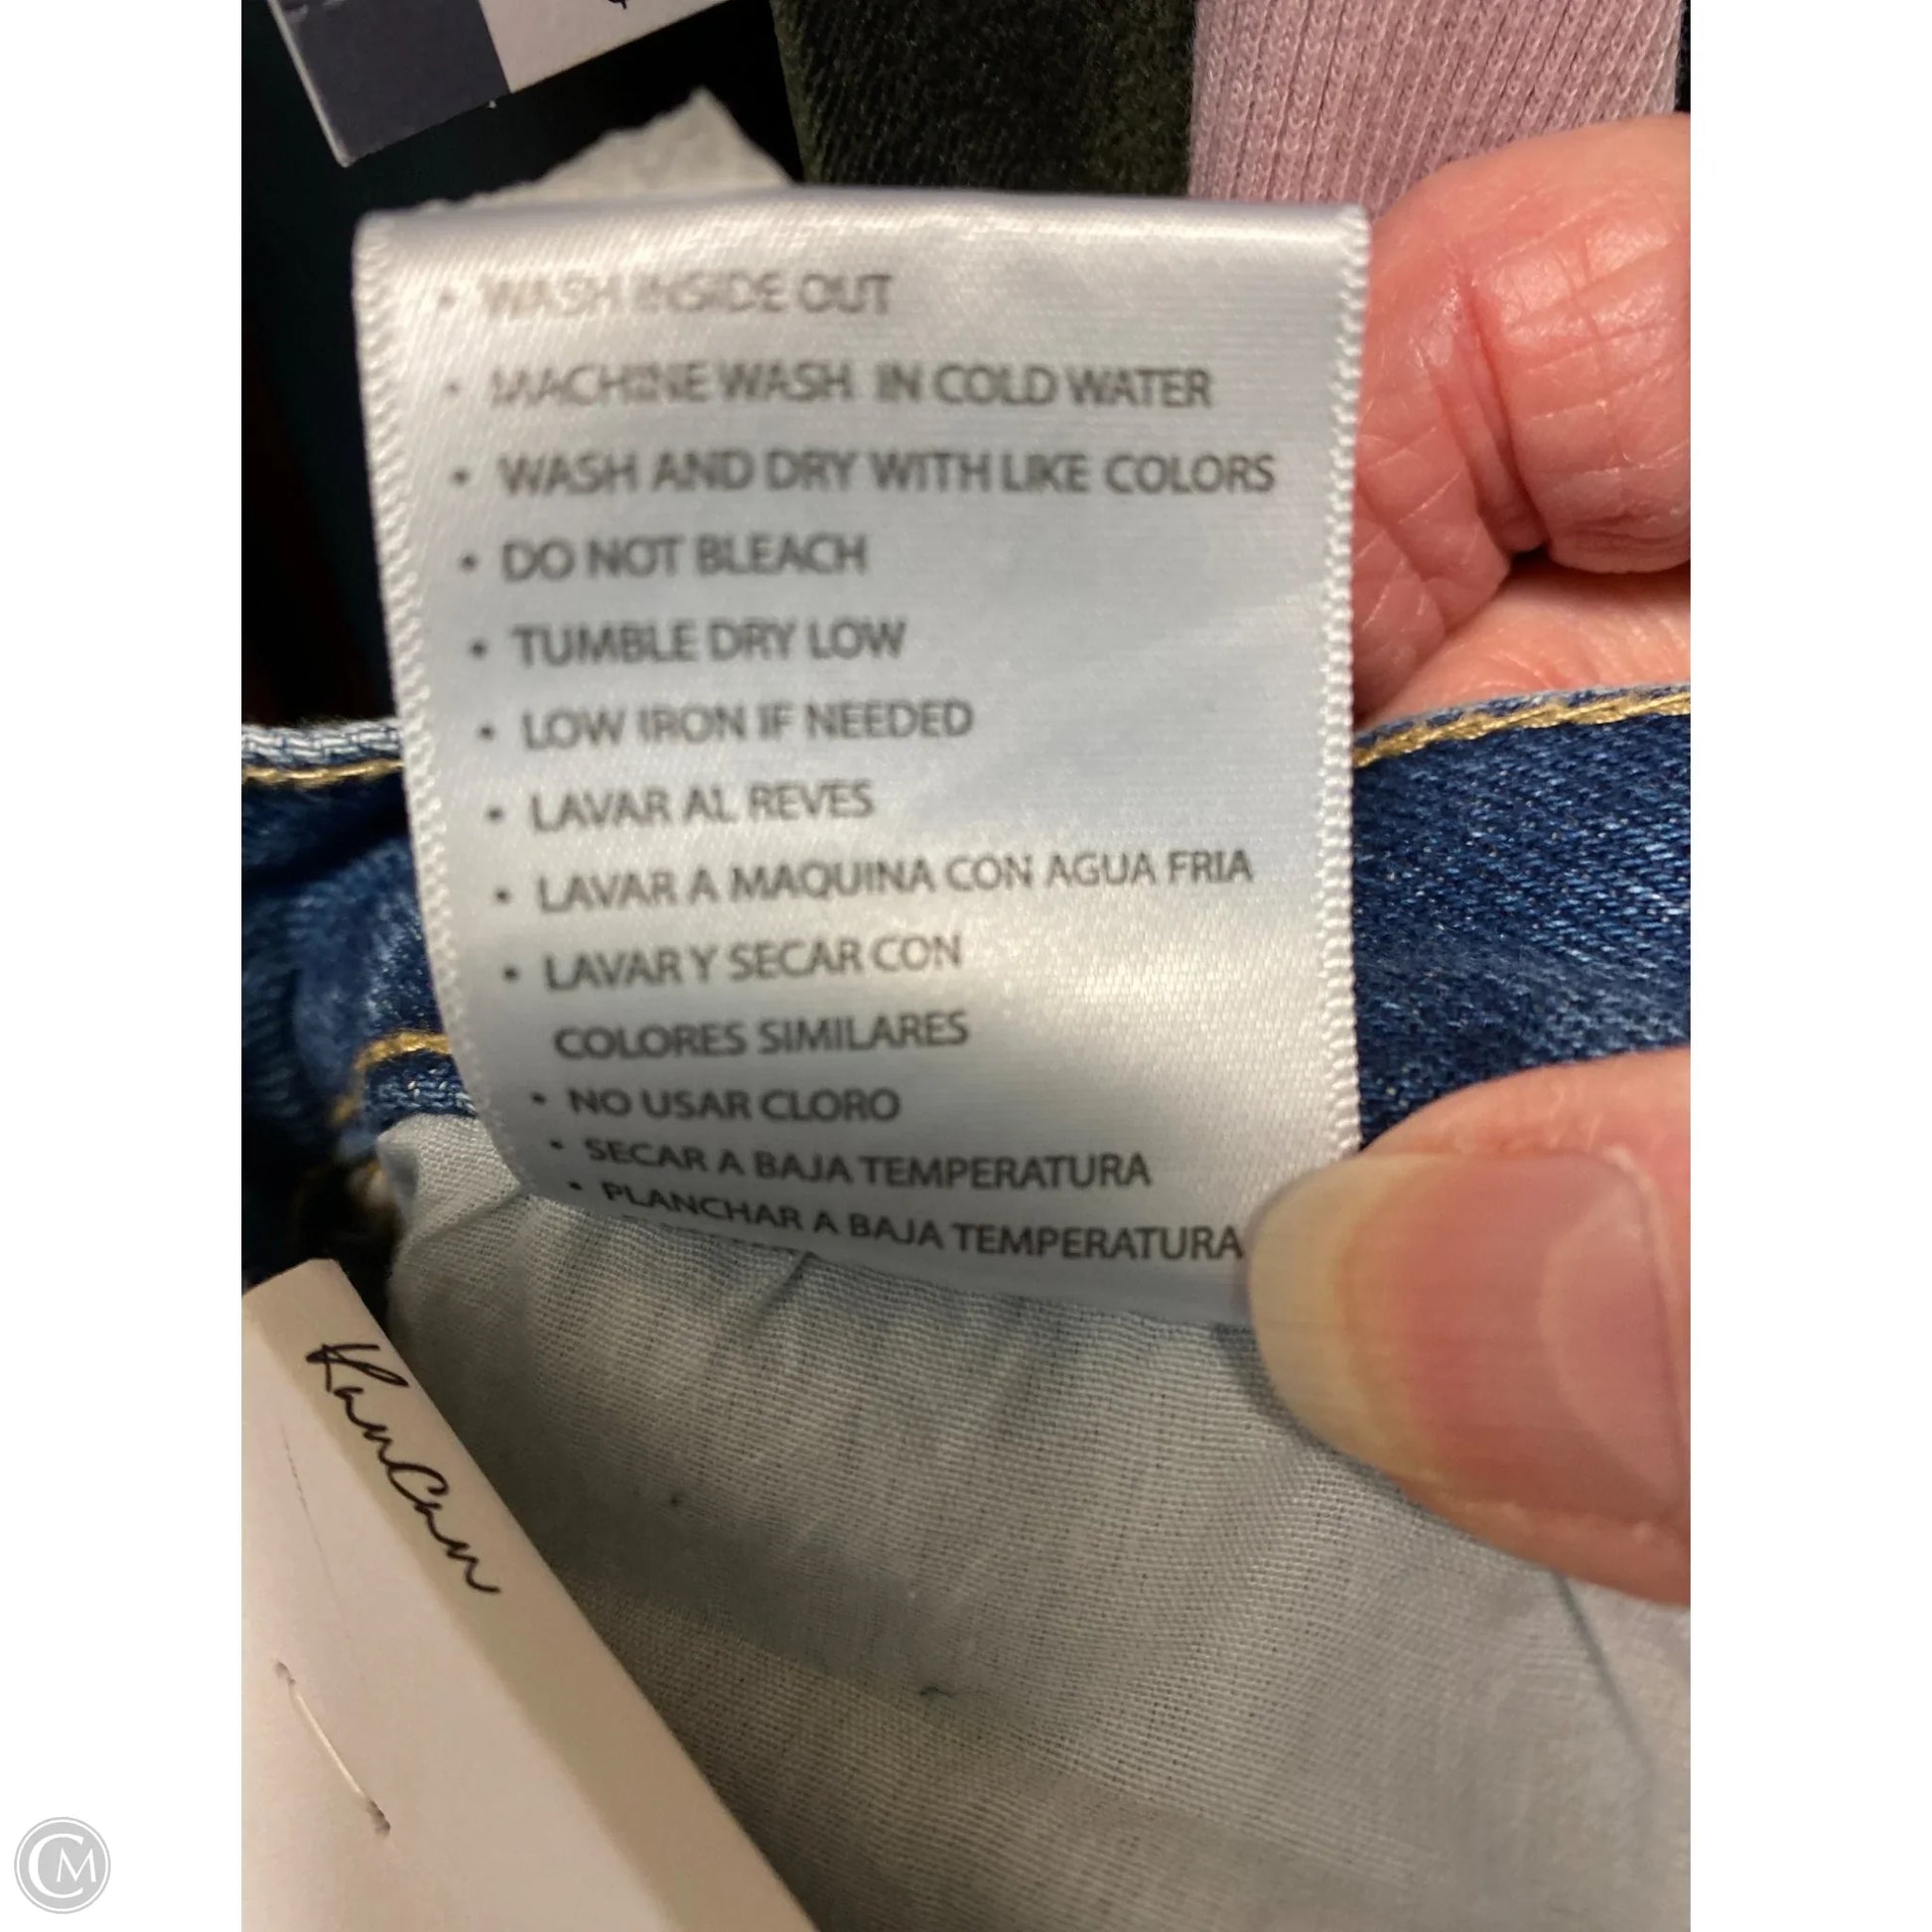 • WASH INSIDE OUT
• MACHINE WASH IN COLD WATER
• WASH AND DRY WITH LIKE COLORS
• DO NOT BLEACH
• TUMBLE DRY LOW
• LOW IRON IF NEEDED
• LAVAR AL REVES
• LAVAR A MAQUINA CON AGUA FRIA
• LAVAR Y SECAR CON
COLORES SIMILARES
• NO USAR CLORO
• SECAR A BAJA TEMPERATURA
• PLANCHAR A BAJA TEMPERATURA
KanCan
CM